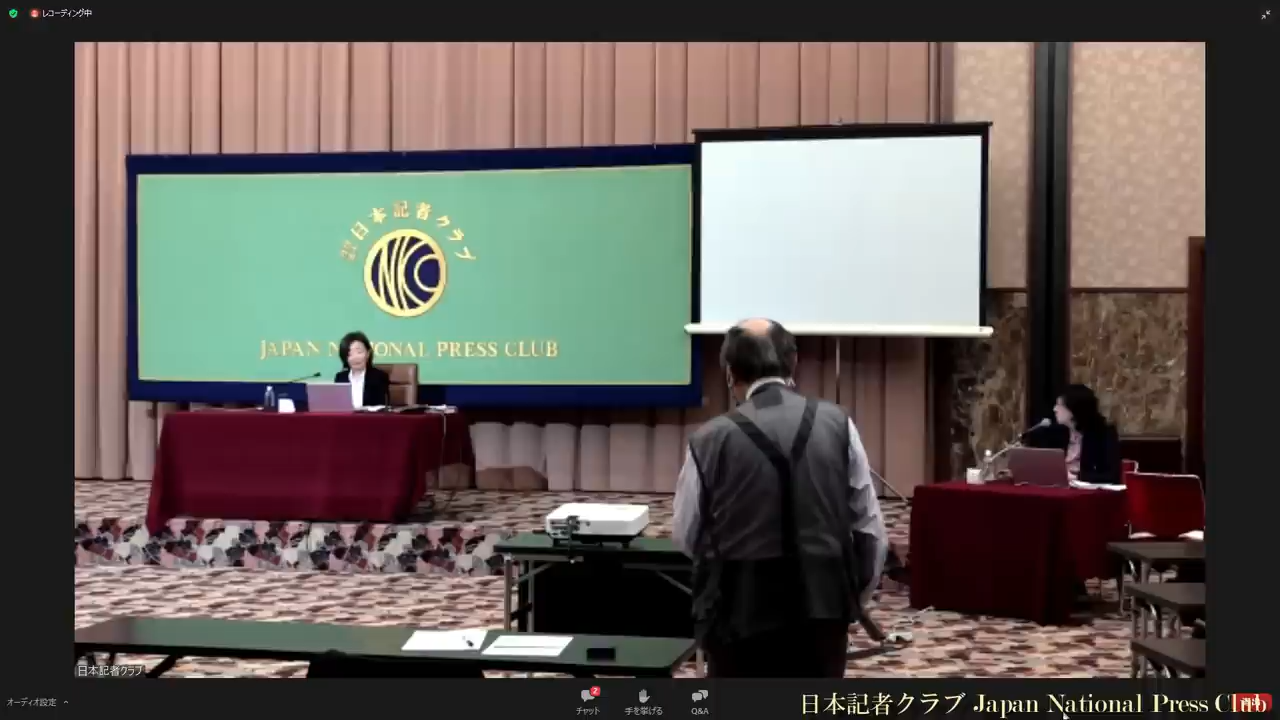 レコーディング中
日本記者クラブ
NKC
JAPAN NATIONAL PRESS CLUB
日本記者クラブ
オーディオ設定
2
チャット
手を挙げる
Q&A
日本記者クラブ Japan National Press Club